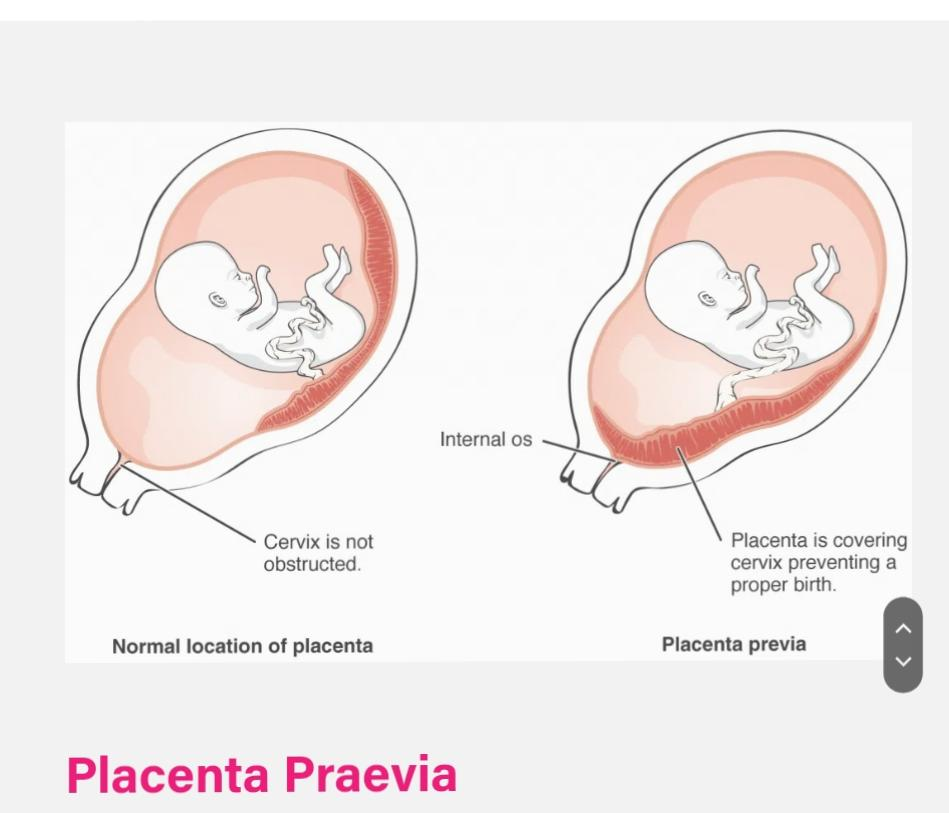 Internal os
Cervix is not
obstructed.
Placenta is covering
cervix preventing a
proper birth.
Normal location of placenta
Placenta previa
Placenta Praevia